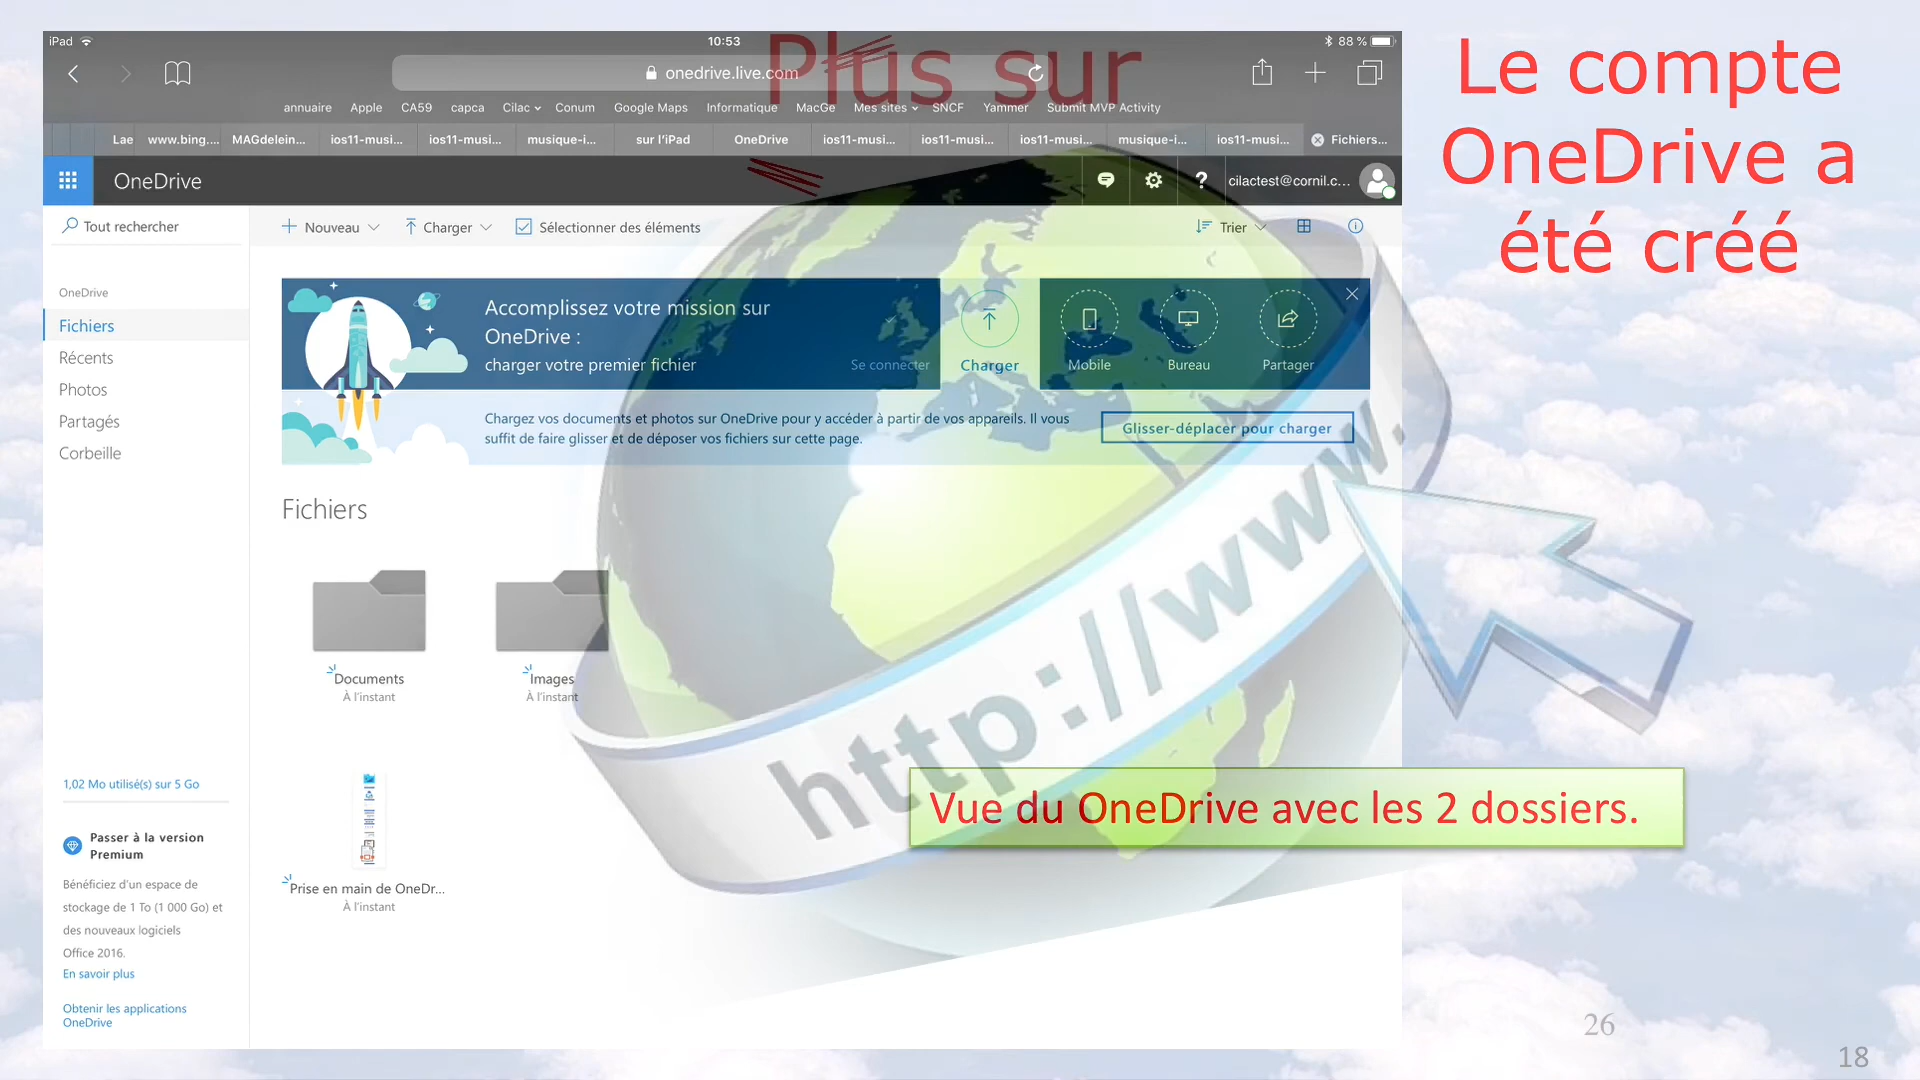 iPad
10:53
88 %
Plus sur
onedrive.live.com
annuaire Apple CA59 capca Cilac Conum Google Maps Informatique MacGe Mes sites SNCF Yammer Submit MVP Activity
Lae www.bing.... MAGdelein... ios11-musi... ios11-musi... musique-i... sur l'iPad OneDrive ios11-musi... ios11-musi... ios11-musi... musique-i... ios11-musi... Fichiers...
OneDrive
? cilactest@cornil.c...
Tout rechercher
Nouveau Charger Sélectionner des éléments Trier
OneDrive
Fichiers
Récents
Photos
Partagés
Corbeille
Accomplissez votre mission sur
OneDrive :
charger votre premier fichier
Se connecter Charger Mobile Bureau Partager
Chargez vos documents et photos sur OneDrive pour y accéder à partir de vos appareils. Il vous
suffit de faire glisser et de déposer vos fichiers sur cette page.
Glisser-déplacer pour charger
Fichiers
Documents
À l'instant
Images
À l'instant
Prise en main de OneDr...
À l'instant
1,02 Mo utilisé(s) sur 5 Go
Passer à la version
Premium
Bénéficiez d'un espace de
stockage de 1 To (1 000 Go) et
des nouveaux logiciels
Office 2016.
En savoir plus
Obtenir les applications
OneDrive
http://www.
Le compte
OneDrive a
été créé
Vue du OneDrive avec les 2 dossiers.
26
18